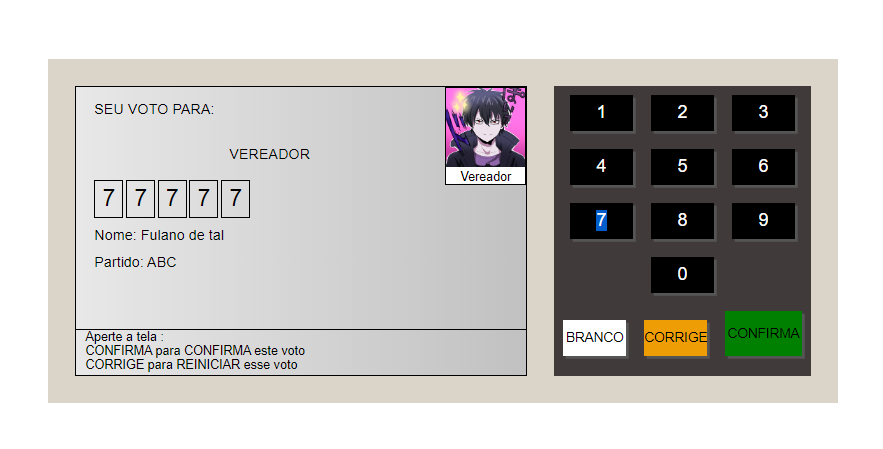 SEU VOTO PARA:
VEREADOR
Vereador
7 7 7 7 7
Nome: Fulano de tal
Partido: ABC
Aperte a tela :
CONFIRMA para CONFIRMA este voto
CORRIGE para REINICIAR esse voto
1 2 3
4 5 6
7 8 9
0
BRANCO CORRIGE CONFIRMA